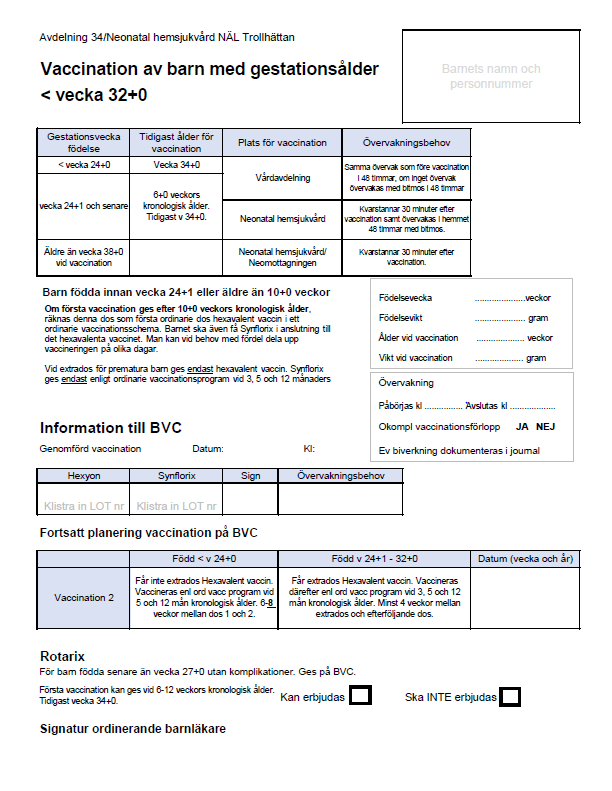 Avdelning 34/Neonatal hemsjukvård NÄL Trollhättan
Barnets namn och
personnummer
Vaccination av barn med gestationsålder
< vecka 32+0
Gestationsvecka födelse | Tidigast ålder för vaccination | Plats för vaccination | Övervakningsbehov
< vecka 24+0
Vecka 34+0
Vårdavdelning
Samma övervak som före vaccination
i 48 timmar, om inget övervak
övervakas med bitmos i 48 timmar
vecka 24+1 och senare
6+0 veckors
kronologisk ålder.
Tidigast v 34+0.
Neonatal hemsjukvård
Kvarstannar 30 minuter efter
vaccination samt övervakas i hemmet
48 timmar med bitmos.
Äldre än vecka 38+0
vid vaccination
Neonatal hemsjukvård/
Neomottagningen
Kvarstannar 30 minuter efter
vaccination.
Barn födda innan vecka 24+1 eller äldre än 10+0 veckor
Om första vaccination ges efter 10+0 veckors kronologisk ålder,
räknas denna dos som första ordinarie dos hexavalent vaccin i ett
ordinarie vaccinationsschema. Barnet ska även få Synflorix i anslutning till
det hexavalenta vaccinet. Man kan vid behov med fördel dela upp
vaccineringen på olika dagar.
Vid extrados för prematura barn ges endast hexavalent vaccin. Synflorix
ges endast enligt ordinarie vaccinationsprogram vid 3, 5 och 12 månaders
Födelsevecka .....................veckor
Födelsevikt ..................... gram
Ålder vid vaccination .................... veckor
Vikt vid vaccination .................... gram
Övervakning
Påbörjas kl ................ Avslutas kl ...................
Okompl vaccinationsförlopp JA NEJ
Ev biverkning dokumenteras i journal
Information till BVC
Genomförd vaccination Datum: Kl:
Hexyon | Synflorix | Sign | Övervakningsbehov
Klistra in LOT nr | Klistra in LOT nr
Fortsatt planering vaccination på BVC
Född < v 24+0 | Född v 24+1 - 32+0 | Datum (vecka och år)
Vaccination 2
Får inte extrados Hexavalent vaccin.
Vaccineras enl ord vacc program vid
5 och 12 mån kronologisk ålder. 6-8
veckor mellan dos 1 och 2.
Får extrados Hexavalent vaccin. Vaccineras
därefter enl ord vacc program vid 3, 5 och 12
mån kronologisk ålder. Minst 4 veckor mellan
extrados och efterföljande dos.
Rotarix
För barn födda senare än vecka 27+0 utan komplikationer. Ges på BVC.
Första vaccination kan ges vid 6-12 veckors kronologisk ålder.
Tidigast vecka 34+0.
Kan erbjudas
Ska INTE erbjudas
Signatur ordinerande barnläkare